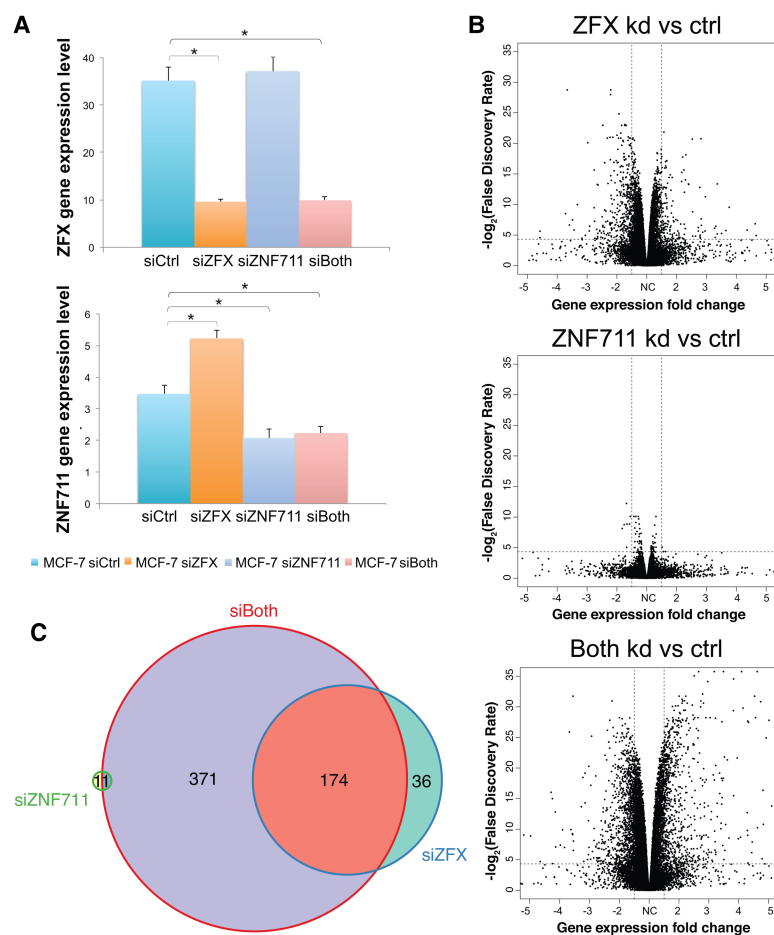 A
*
*
ZFX gene expression level
40
30
20
10
0
siCtrl siZFX siZNF711 siBoth
*
*
*
ZNF711 gene expression level
6
5
4
3
2
1
0
siCtrl siZFX siZNF711 siBoth
MCF-7 siCtrl MCF-7 siZFX MCF-7 siZNF711 MCF-7 siBoth
B
ZFX kd vs ctrl
-log2(False Discovery Rate)
35
30
25
20
15
10
5
0
-5 -4 -3 -2 NC 2 3 4 5
Gene expression fold change
ZNF711 kd vs ctrl
-log2(False Discovery Rate)
35
30
25
20
15
10
5
0
-5 -4 -3 -2 NC 2 3 4 5
Gene expression fold change
Both kd vs ctrl
-log2(False Discovery Rate)
35
30
25
20
15
10
5
0
-5 -4 -3 -2 NC 2 3 4 5
Gene expression fold change
C
siBoth
11
371
174
36
siZNF711
siZFX